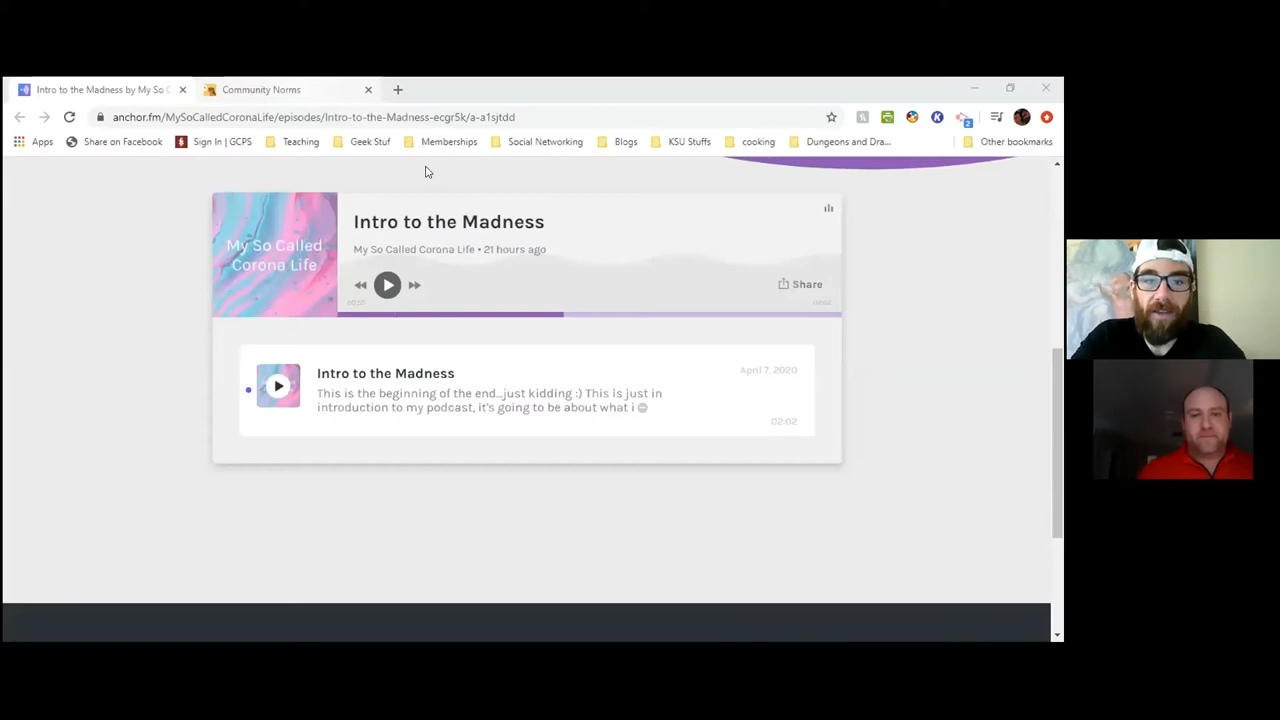 Intro to the Madness by My So C
Community Norms
anchor.fm/MySoCalledCoronaLife/episodes/Intro-to-the-Madness-ecgr5k/a-a1sjtdd
2
Apps
Share on Facebook
Sign In | GCPS
Teaching
Geek Stuf
Memberships
Social Networking
Blogs
KSU Stuffs
cooking
Dungeons and Dra...
Other bookmarks
My So Called
Corona Life
Intro to the Madness
My So Called Corona Life • 21 hours ago
Share
Intro to the Madness
April 7, 2020
This is the beginning of the end...just kidding :) This is just in
introduction to my podcast, it's going to be about what i
02:02